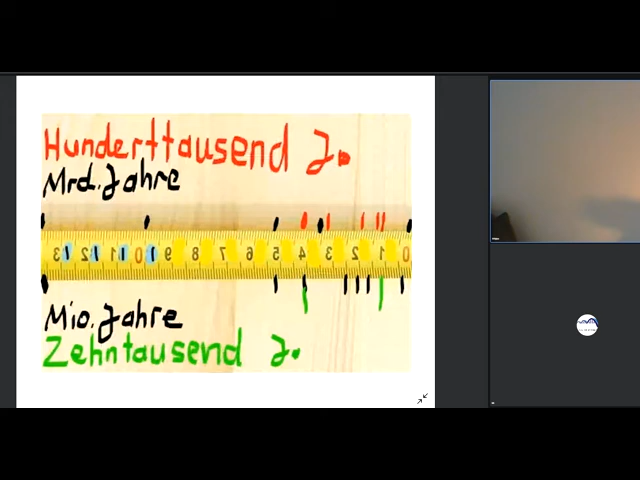 Hunderttausend J.
Mrd. Jahre
13 12 11 10 9 8 7 6 5 4 3 2 1 0
Mio. Jahre
Zehntausend J.